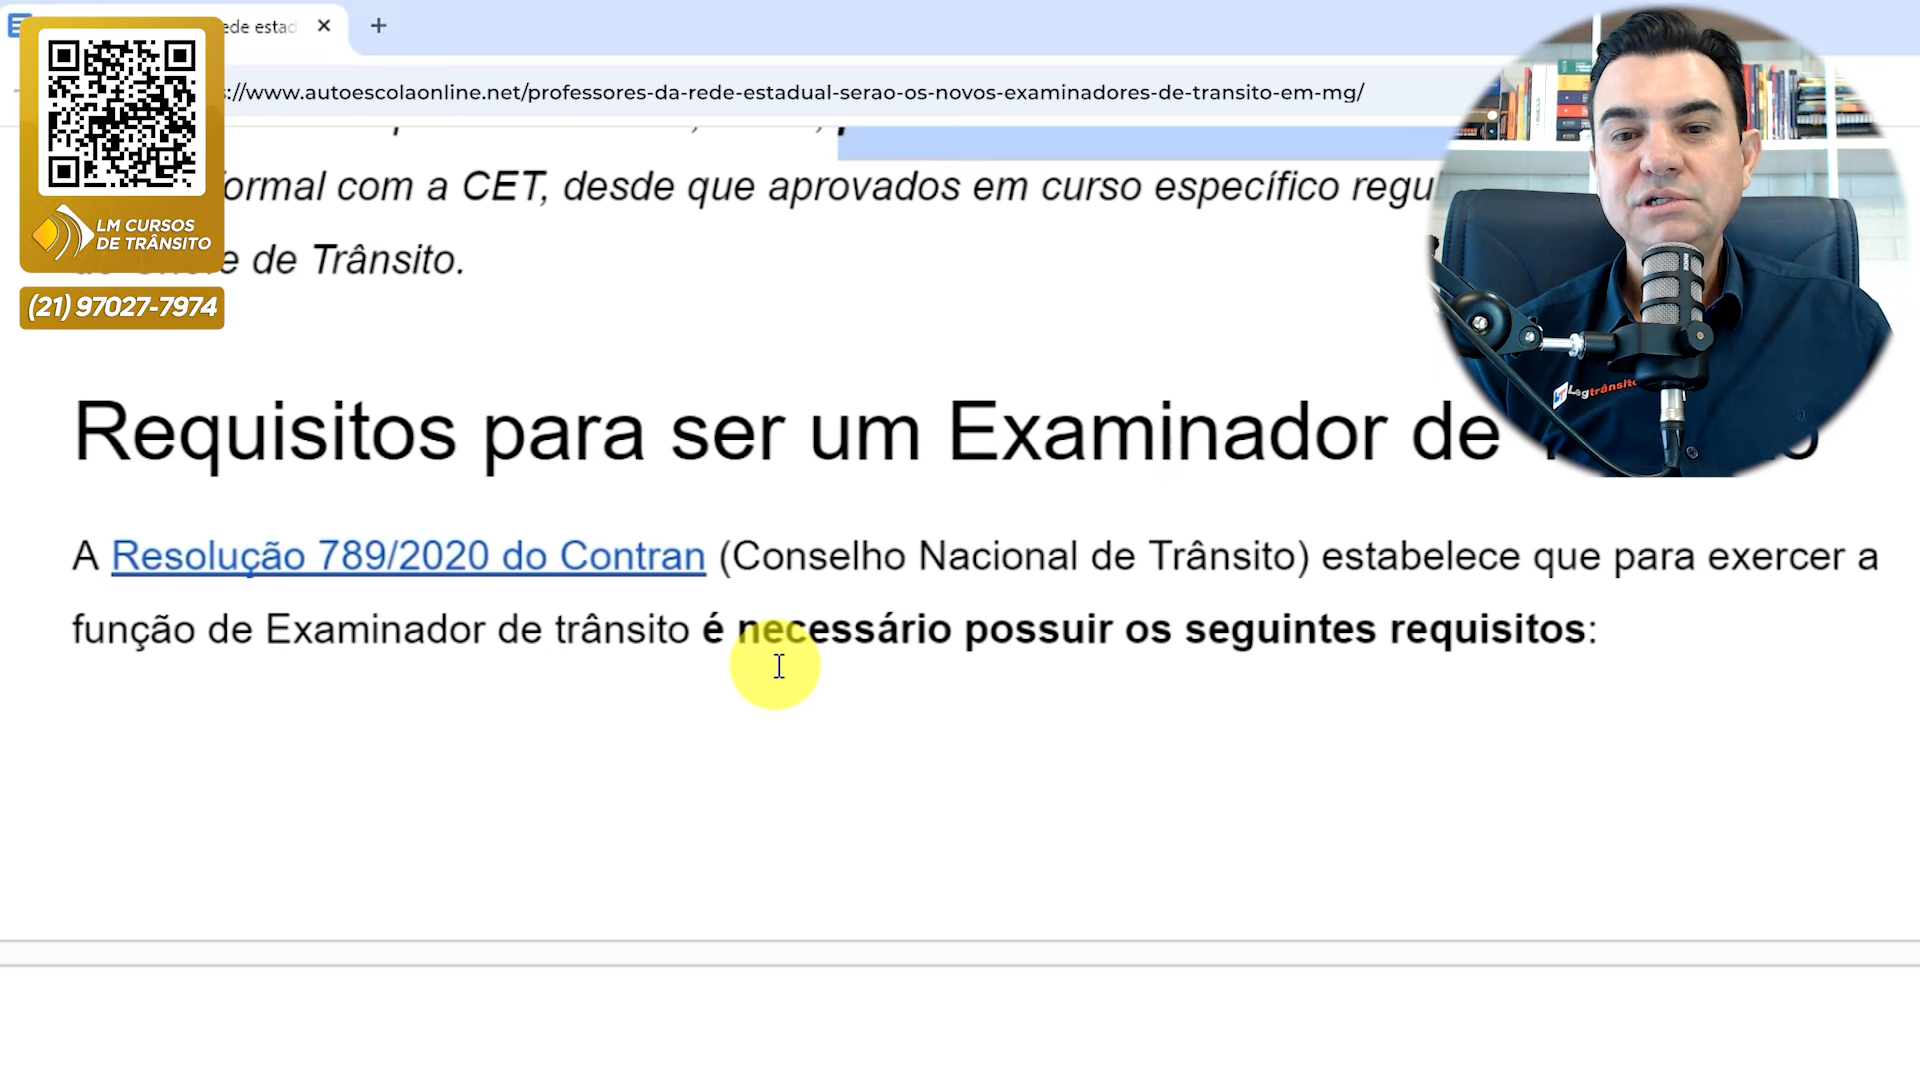 ede estad
://www.autoescolaonline.net/professores-da-rede-estadual-serao-os-novos-examinadores-de-transito-em-mg/
formal com a CET, desde que aprovados em curso específico regu
de Trânsito.
LM CURSOS
DE TRÂNSITO
(21) 97027-7974
Legtrânsito
Requisitos para ser um Examinador de
A Resolução 789/2020 do Contran (Conselho Nacional de Trânsito) estabelece que para exercer a
função de Examinador de trânsito é necessário possuir os seguintes requisitos: